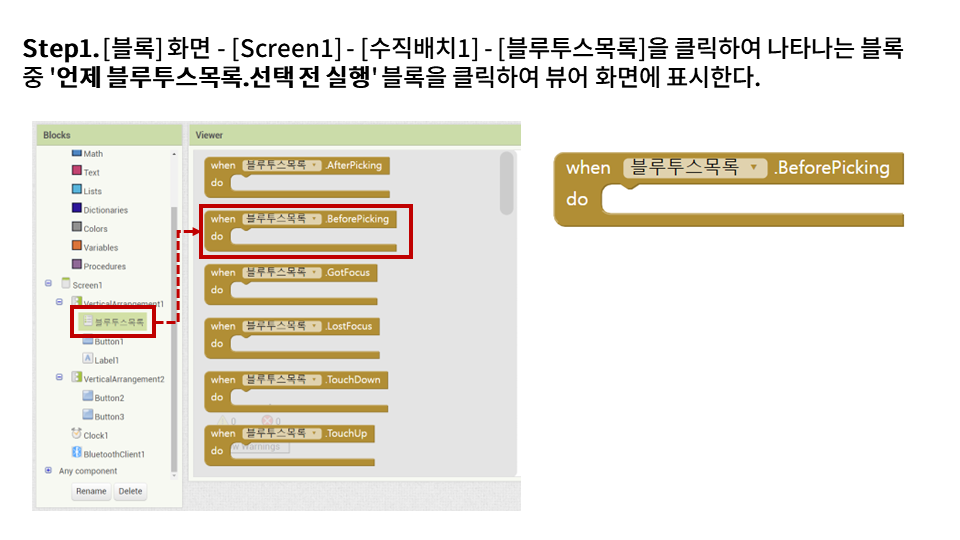 Step1. [블록] 화면 - [Screen1] - [수직배치1] - [블루투스목록]을 클릭하여 나타나는 블록
중 '언제 블루투스목록.선택 전 실행' 블록을 클릭하여 뷰어 화면에 표시한다.
Blocks
Math
Text
Lists
Dictionaries
Colors
Variables
Procedures
Screen1
VerticalArrangement1
블루투스목록
Button1
Label1
VerticalArrangement2
Button2
Button3
Clock1
BluetoothClient1
Any component
Rename Delete
Viewer
when 블루투스목록 .AfterPicking
do
when 블루투스목록 .BeforePicking
do
when 블루투스목록 .GotFocus
do
when 블루투스목록 .LostFocus
do
when 블루투스목록 .TouchDown
do
0 0
when 블루투스목록 .TouchUp
do
Warnings
when 블루투스목록 .BeforePicking
do